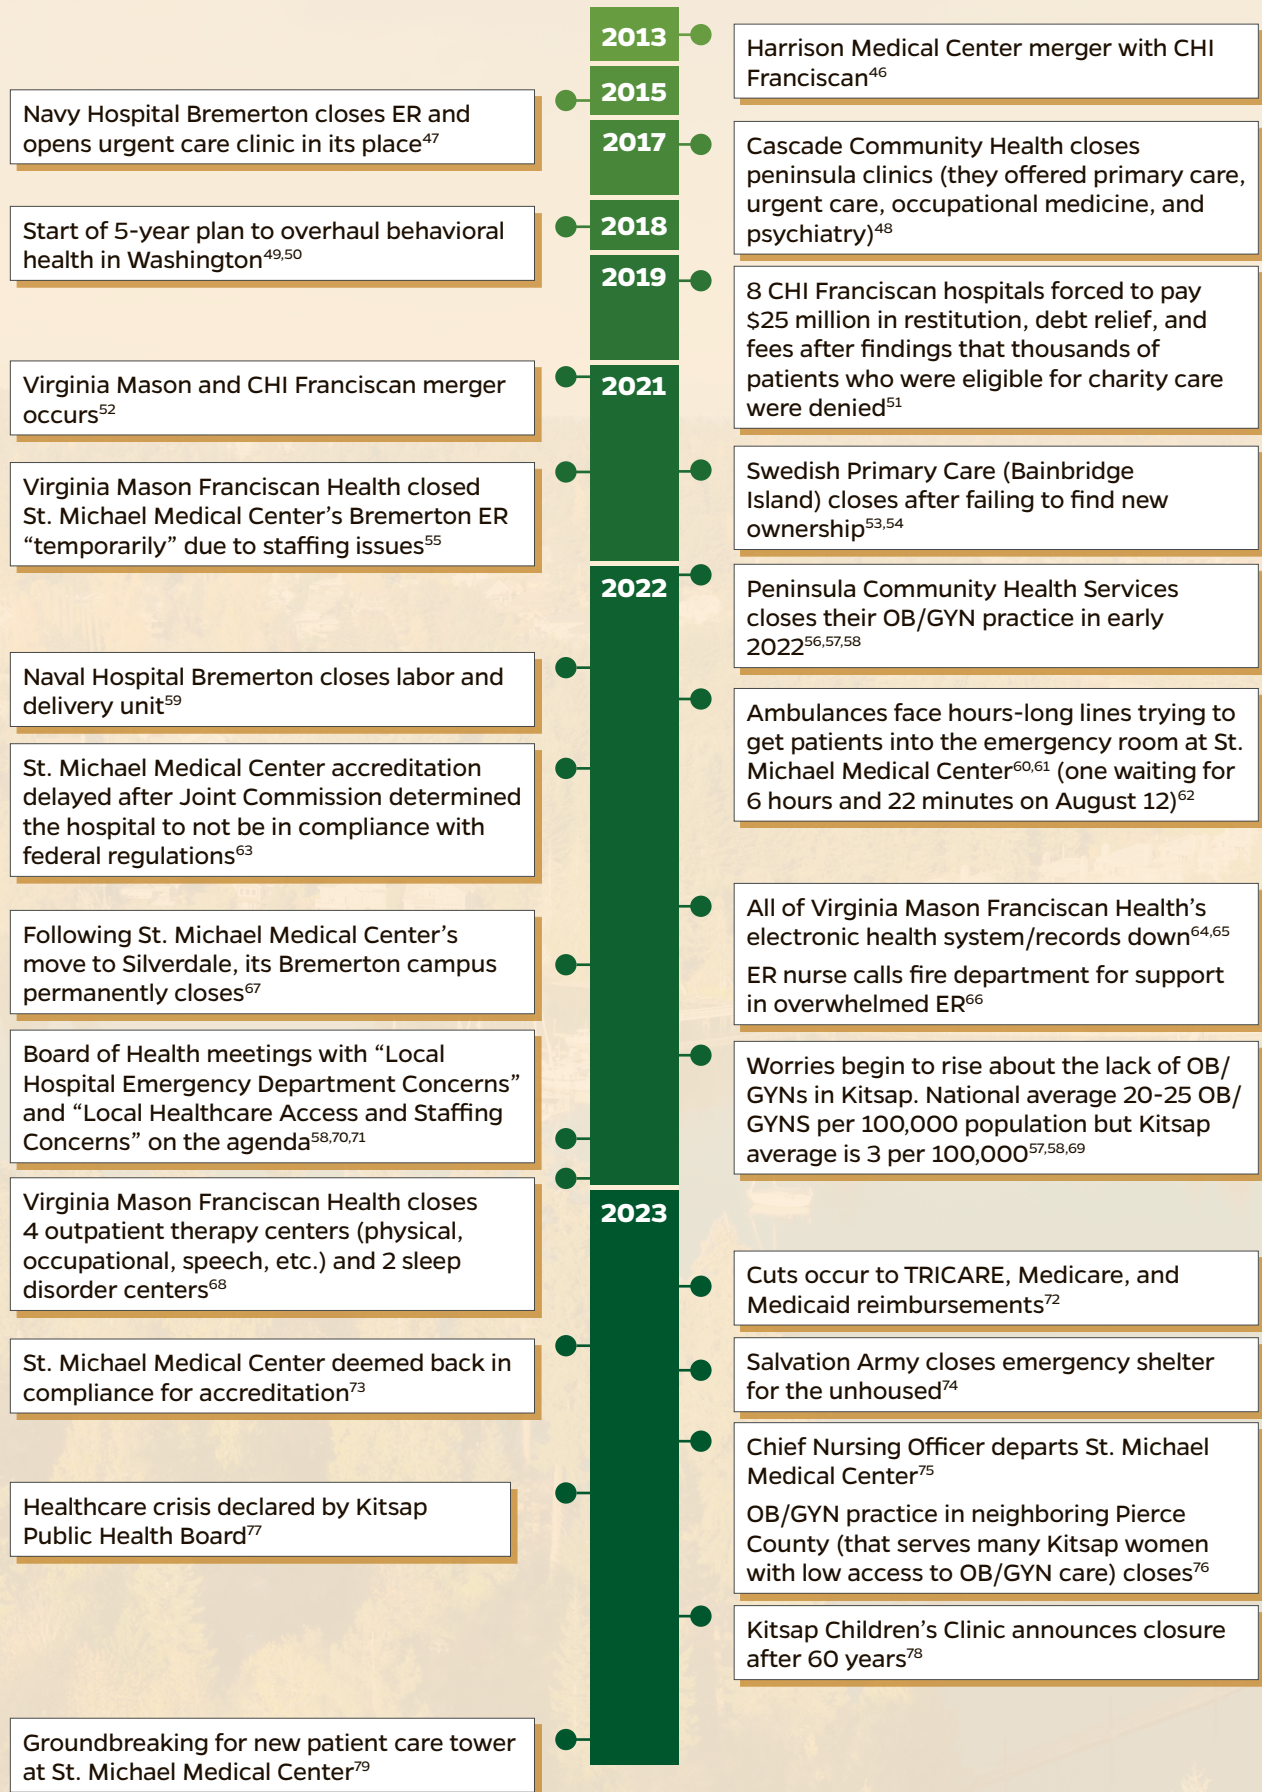 2013
Harrison Medical Center merger with CHI
Franciscan46
2015
Navy Hospital Bremerton closes ER and
opens urgent care clinic in its place47
2017
Cascade Community Health closes
peninsula clinics (they offered primary care,
urgent care, occupational medicine, and
psychiatry)48
2018
Start of 5-year plan to overhaul behavioral
health in Washington49,50
2019
8 CHI Franciscan hospitals forced to pay
$25 million in restitution, debt relief, and
fees after findings that thousands of
patients who were eligible for charity care
were denied51
2021
Virginia Mason and CHI Franciscan merger
occurs52
Virginia Mason Franciscan Health closed
St. Michael Medical Center’s Bremerton ER
“temporarily” due to staffing issues55
Swedish Primary Care (Bainbridge
Island) closes after failing to find new
ownership53,54
2022
Peninsula Community Health Services
closes their OB/GYN practice in early
202256,57,58
Naval Hospital Bremerton closes labor and
delivery unit59
Ambulances face hours-long lines trying to
get patients into the emergency room at St.
Michael Medical Center60,61 (one waiting for
6 hours and 22 minutes on August 12)62
St. Michael Medical Center accreditation
delayed after Joint Commission determined
the hospital to not be in compliance with
federal regulations63
All of Virginia Mason Franciscan Health’s
electronic health system/records down64,65
ER nurse calls fire department for support
in overwhelmed ER66
Following St. Michael Medical Center’s
move to Silverdale, its Bremerton campus
permanently closes67
Board of Health meetings with “Local
Hospital Emergency Department Concerns”
and “Local Healthcare Access and Staffing
Concerns” on the agenda58,70,71
Worries begin to rise about the lack of OB/
GYNs in Kitsap. National average 20-25 OB/
GYNS per 100,000 population but Kitsap
average is 3 per 100,00057,58,69
Virginia Mason Franciscan Health closes
4 outpatient therapy centers (physical,
occupational, speech, etc.) and 2 sleep
disorder centers68
2023
Cuts occur to TRICARE, Medicare, and
Medicaid reimbursements72
St. Michael Medical Center deemed back in
compliance for accreditation73
Salvation Army closes emergency shelter
for the unhoused74
Chief Nursing Officer departs St. Michael
Medical Center75
OB/GYN practice in neighboring Pierce
County (that serves many Kitsap women
with low access to OB/GYN care) closes76
Healthcare crisis declared by Kitsap
Public Health Board77
Kitsap Children’s Clinic announces closure
after 60 years78
Groundbreaking for new patient care tower
at St. Michael Medical Center79